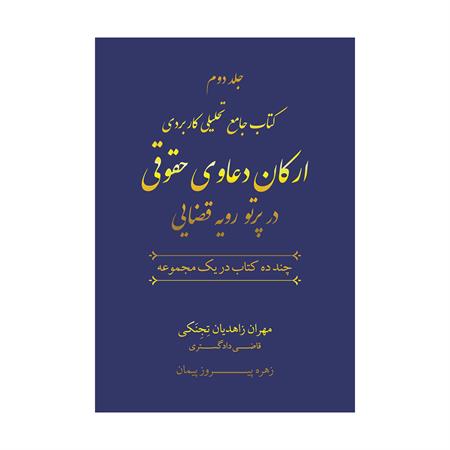 جلد دوم
کتاب جامع تحلیلی کاربردی
ارکان دعاوی حقوقی
در پرتو رویه قضایی
چند ده کتاب در یک مجموعه
مهران زاهدیان تِجِنَکی
قاضی دادگستری
زهره پیروز پیمان